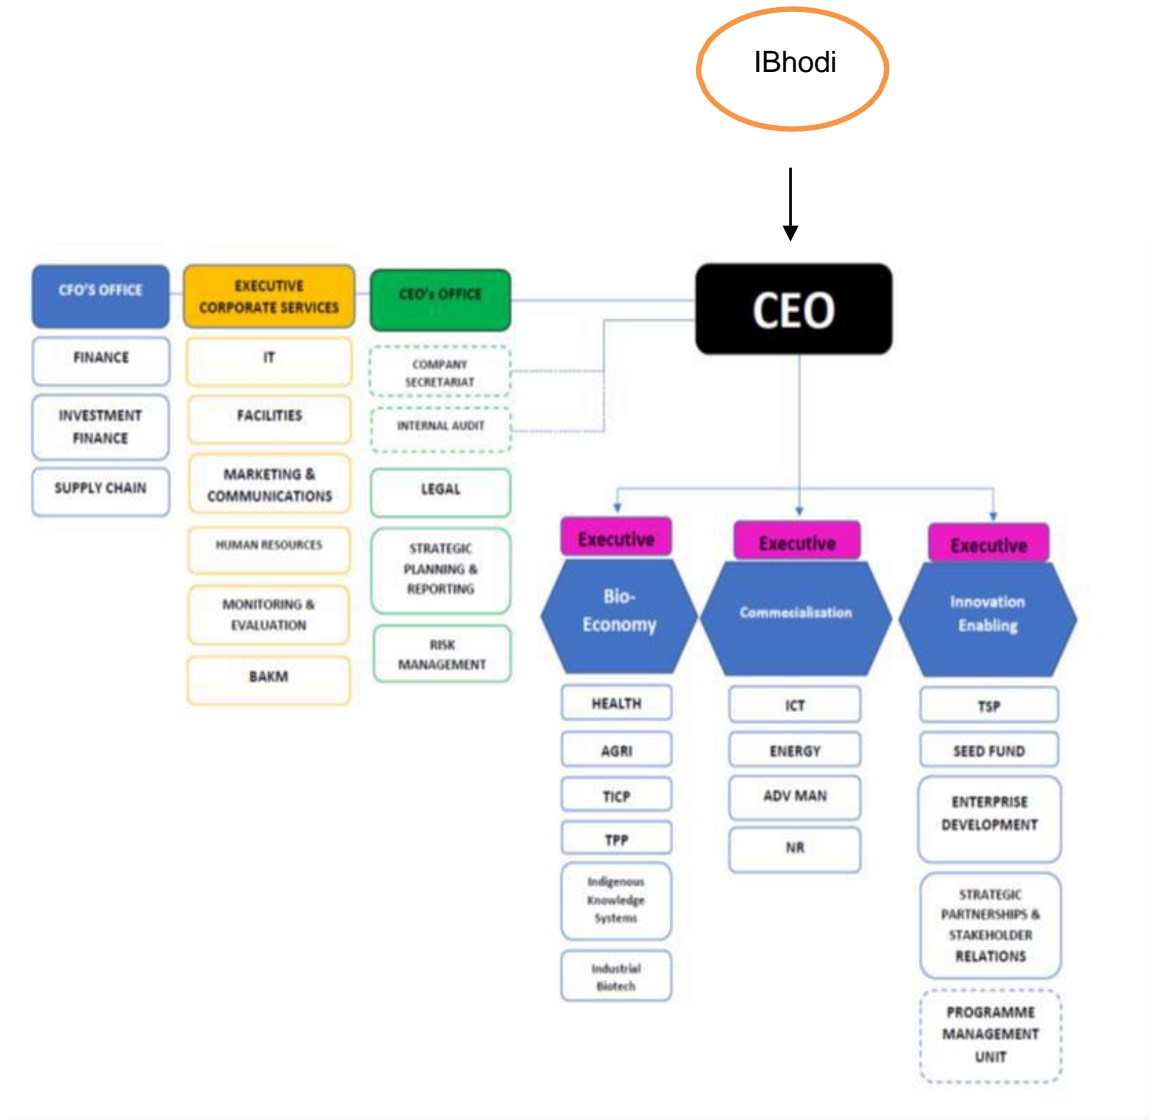 IBhodi
CEO
CFO'S OFFICE
FINANCE
INVESTMENT
FINANCE
SUPPLY CHAIN
EXECUTIVE
CORPORATE SERVICES
IT
FACILITIES
MARKETING &
COMMUNICATIONS
HUMAN RESOURCES
MONITORING &
EVALUATION
BAKM
CEO's OFFICE
COMPANY
SECRETARIAT
INTERNAL AUDIT
LEGAL
STRATEGIC
PLANNING &
REPORTING
RISK
MANAGEMENT
Executive
Bio-
Economy
HEALTH
AGRI
TICP
TPP
Indigenous
Knowledge
Systems
Industrial
Biotech
Executive
Commecialisation
ICT
ENERGY
ADV MAN
NR
Executive
Innovation
Enabling
TSP
SEED FUND
ENTERPRISE
DEVELOPMENT
STRATEGIC
PARTNERSHIPS &
STAKEHOLDER
RELATIONS
PROGRAMME
MANAGEMENT
UNIT